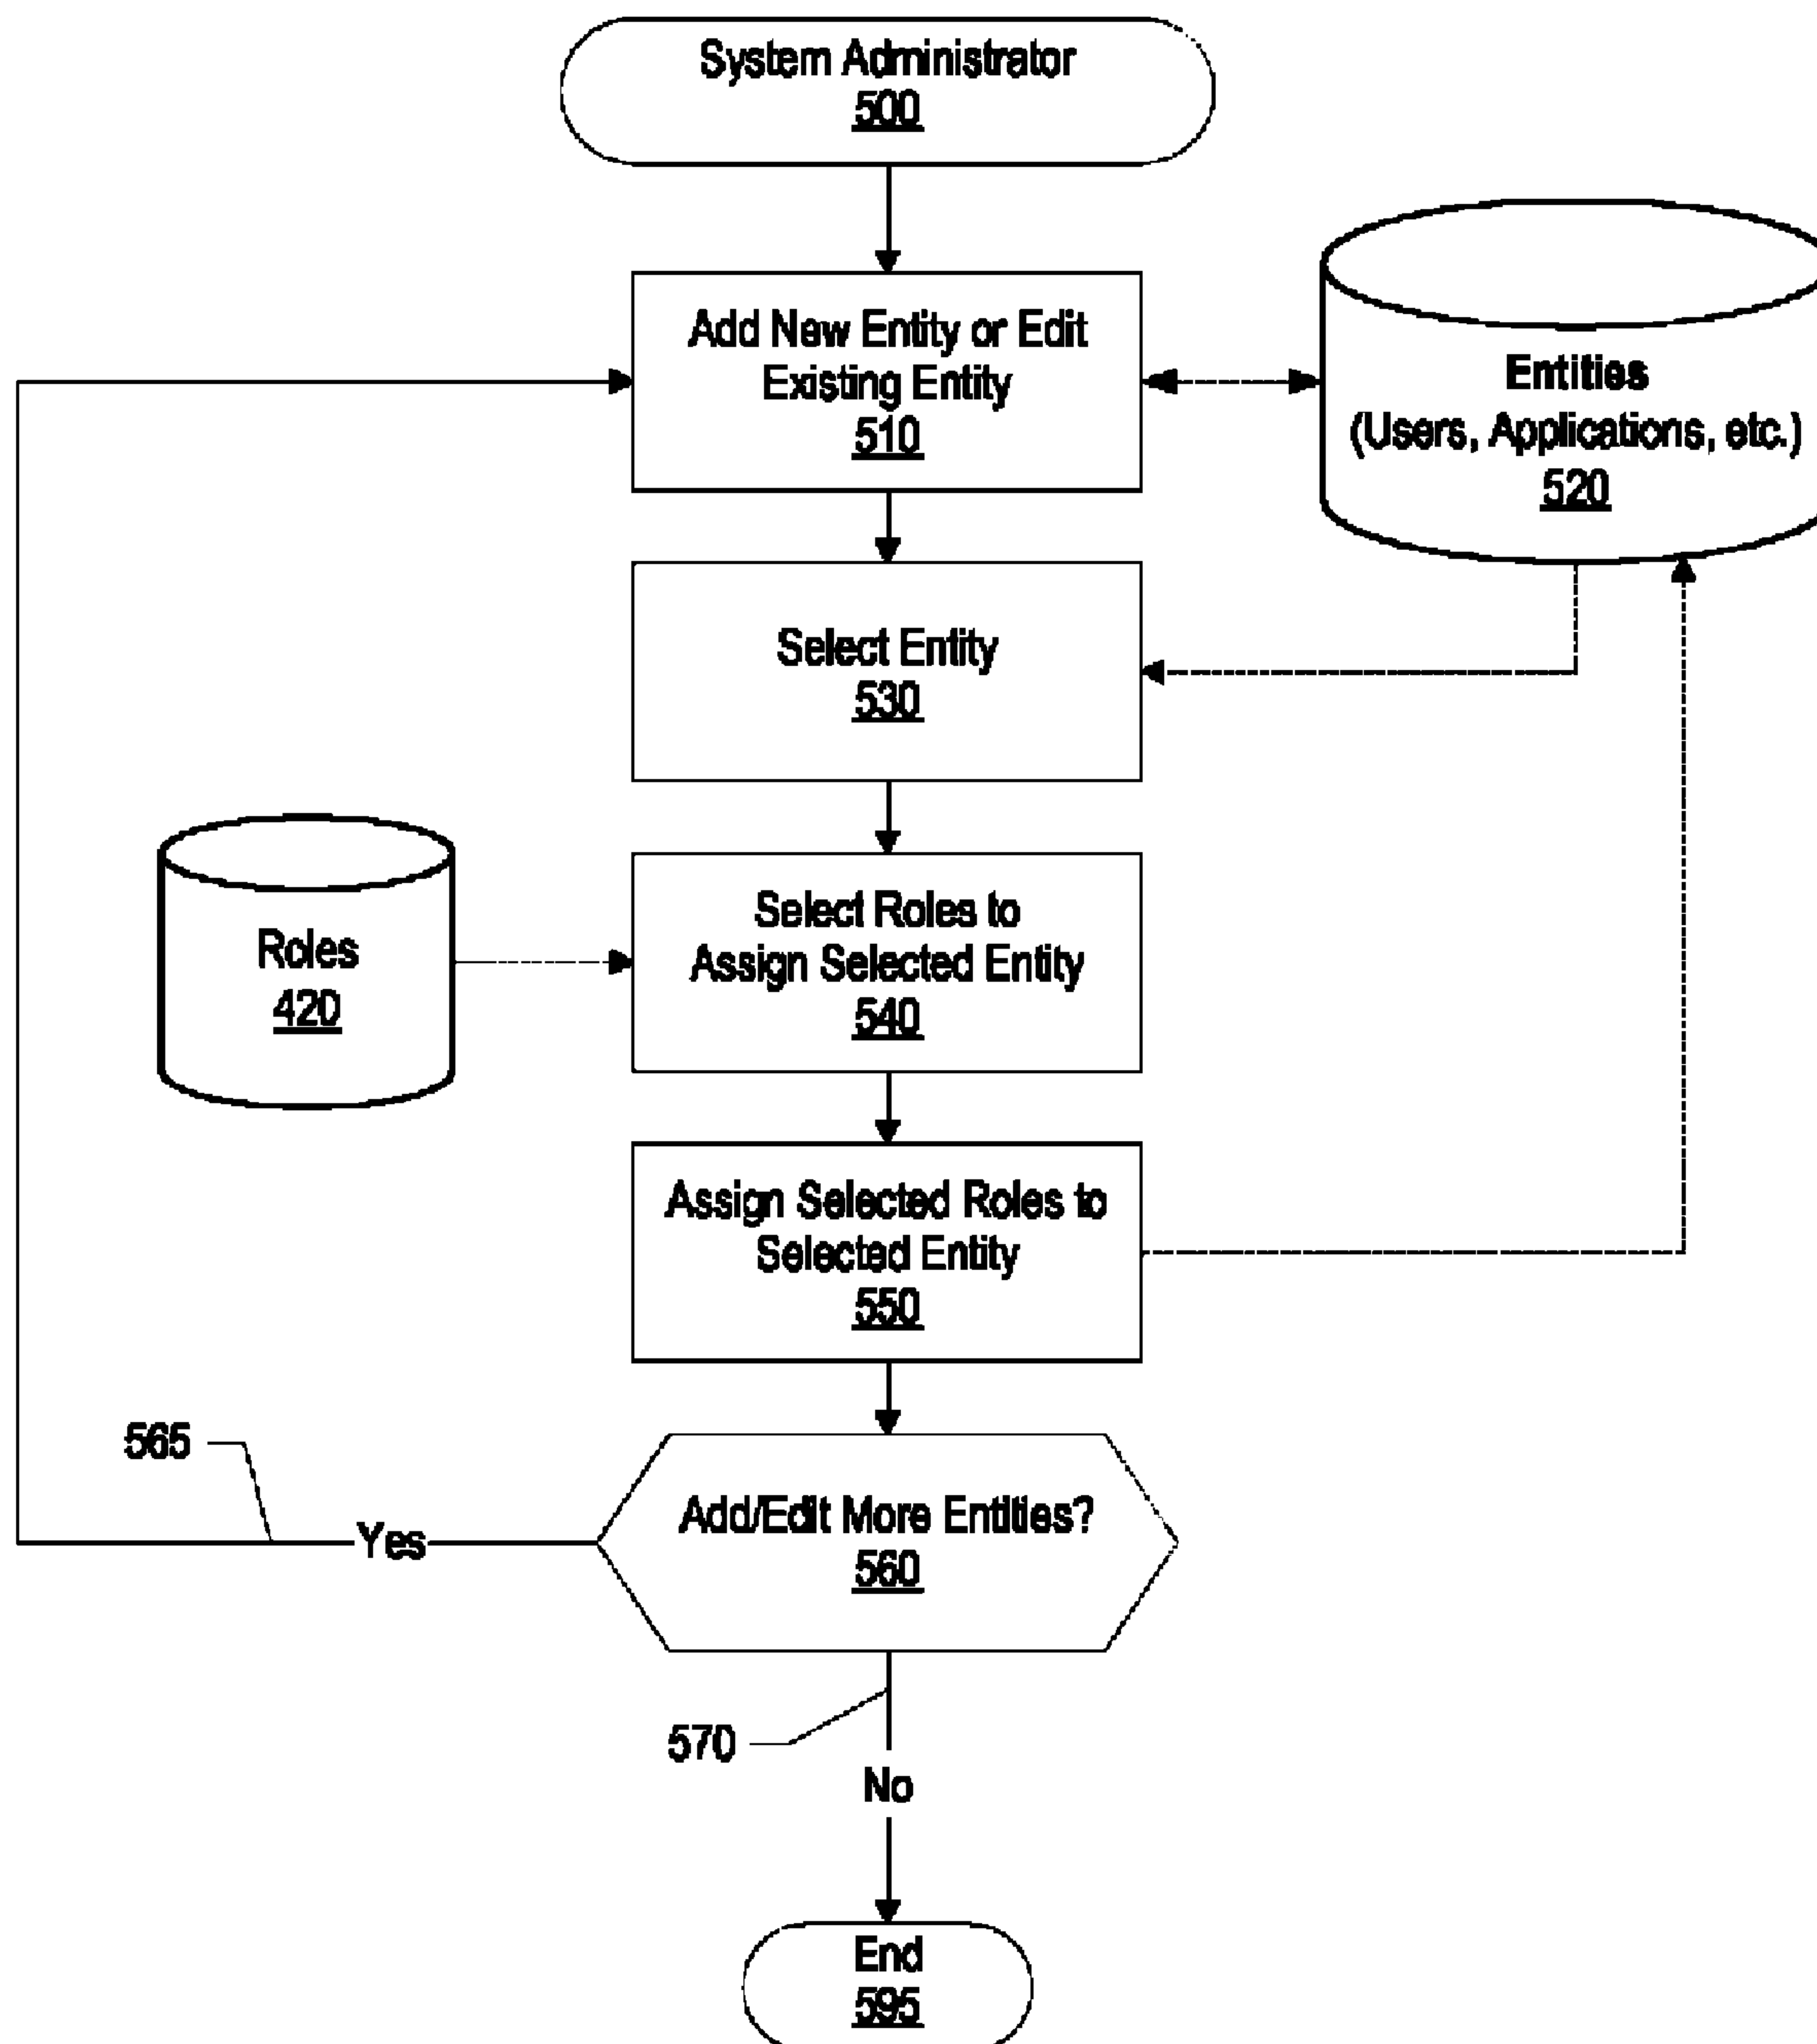 System Administrator
500
Add New Entity or Edit
Existing Entity
510
Entities
(Users, Applications, etc.)
520
Select Entity
530
Roles
420
Select Roles to
Assign Selected Entity
540
Assign Selected Roles to
Selected Entity
550
565
Yes
Add/Edit More Entities?
560
570
No
End
595